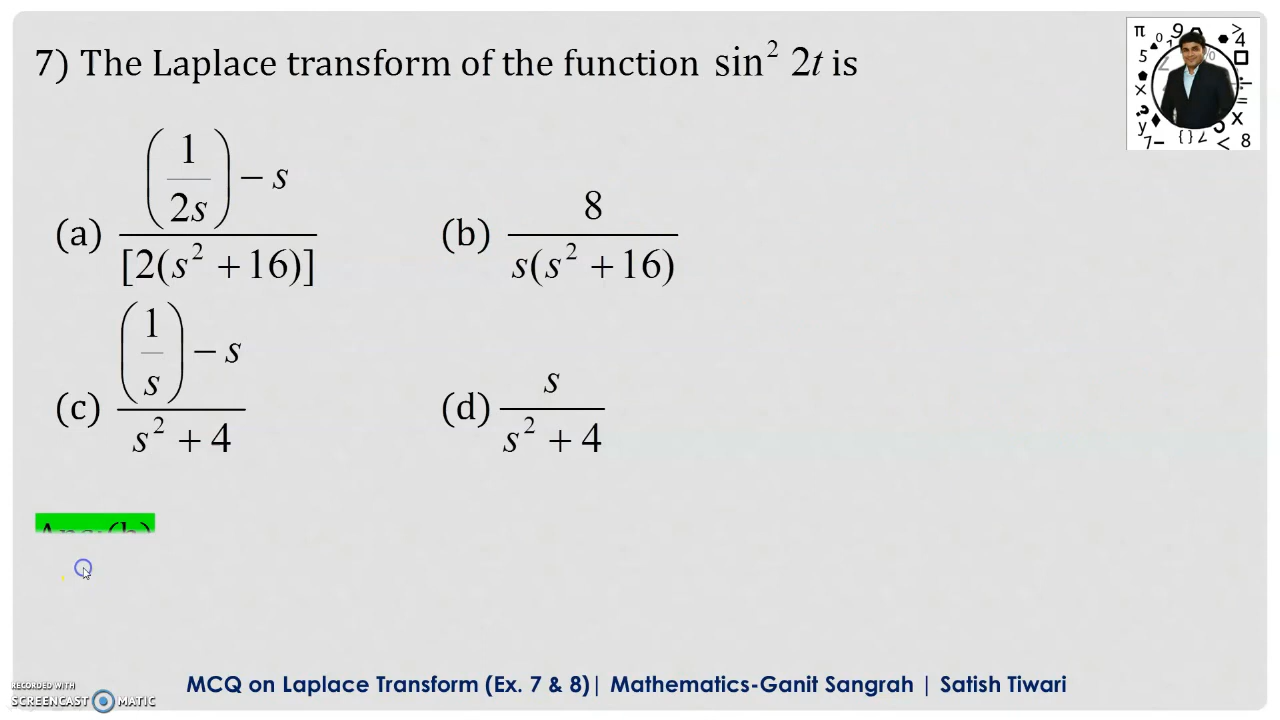 7) The Laplace transform of the function sin² 2t is
(a) ((1/2s) − s) / [2(s² + 16)]
(b) 8 / s(s² + 16)
(c) ((1/s) − s) / (s² + 4)
(d) s / (s² + 4)
Ans:(b)
RECORDED WITH
SCREENCAST MATIC
MCQ on Laplace Transform (Ex. 7 & 8)| Mathematics-Ganit Sangrah | Satish Tiwari